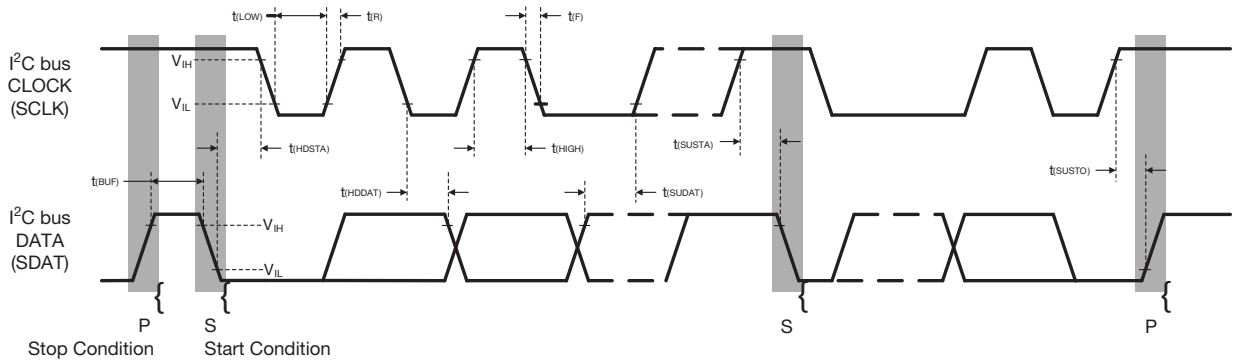 t(LOW)
t(R)
t(F)
I²C bus
CLOCK
(SCLK)
VIH
VIL
t(HDSTA)
t(HIGH)
t(SUSTA)
t(BUF)
t(HDDAT)
t(SUDAT)
t(SUSTO)
I²C bus
DATA
(SDAT)
VIH
VIL
{ { { {
P S S P
Stop Condition Start Condition